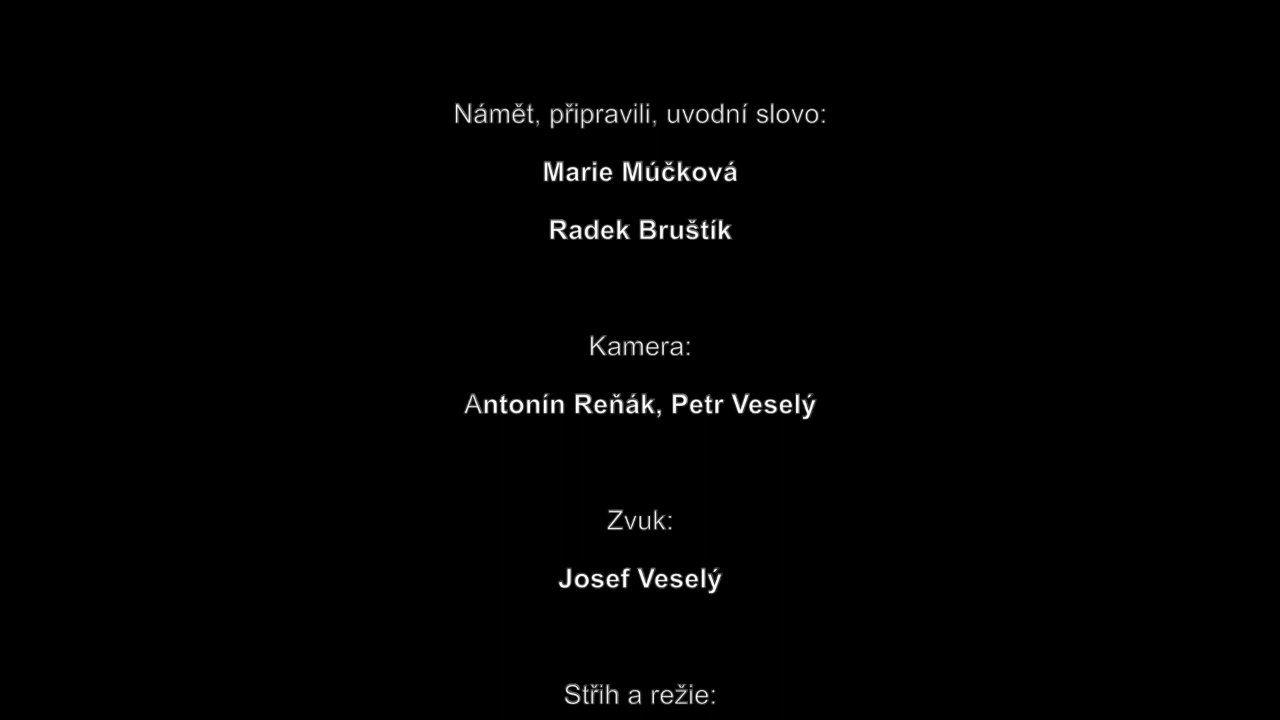 Námět, připravili, uvodní slovo:
Marie Múčková
Radek Bruštík
Kamera:
Antonín Reňák, Petr Veselý
Zvuk:
Josef Veselý
Střih a režie: